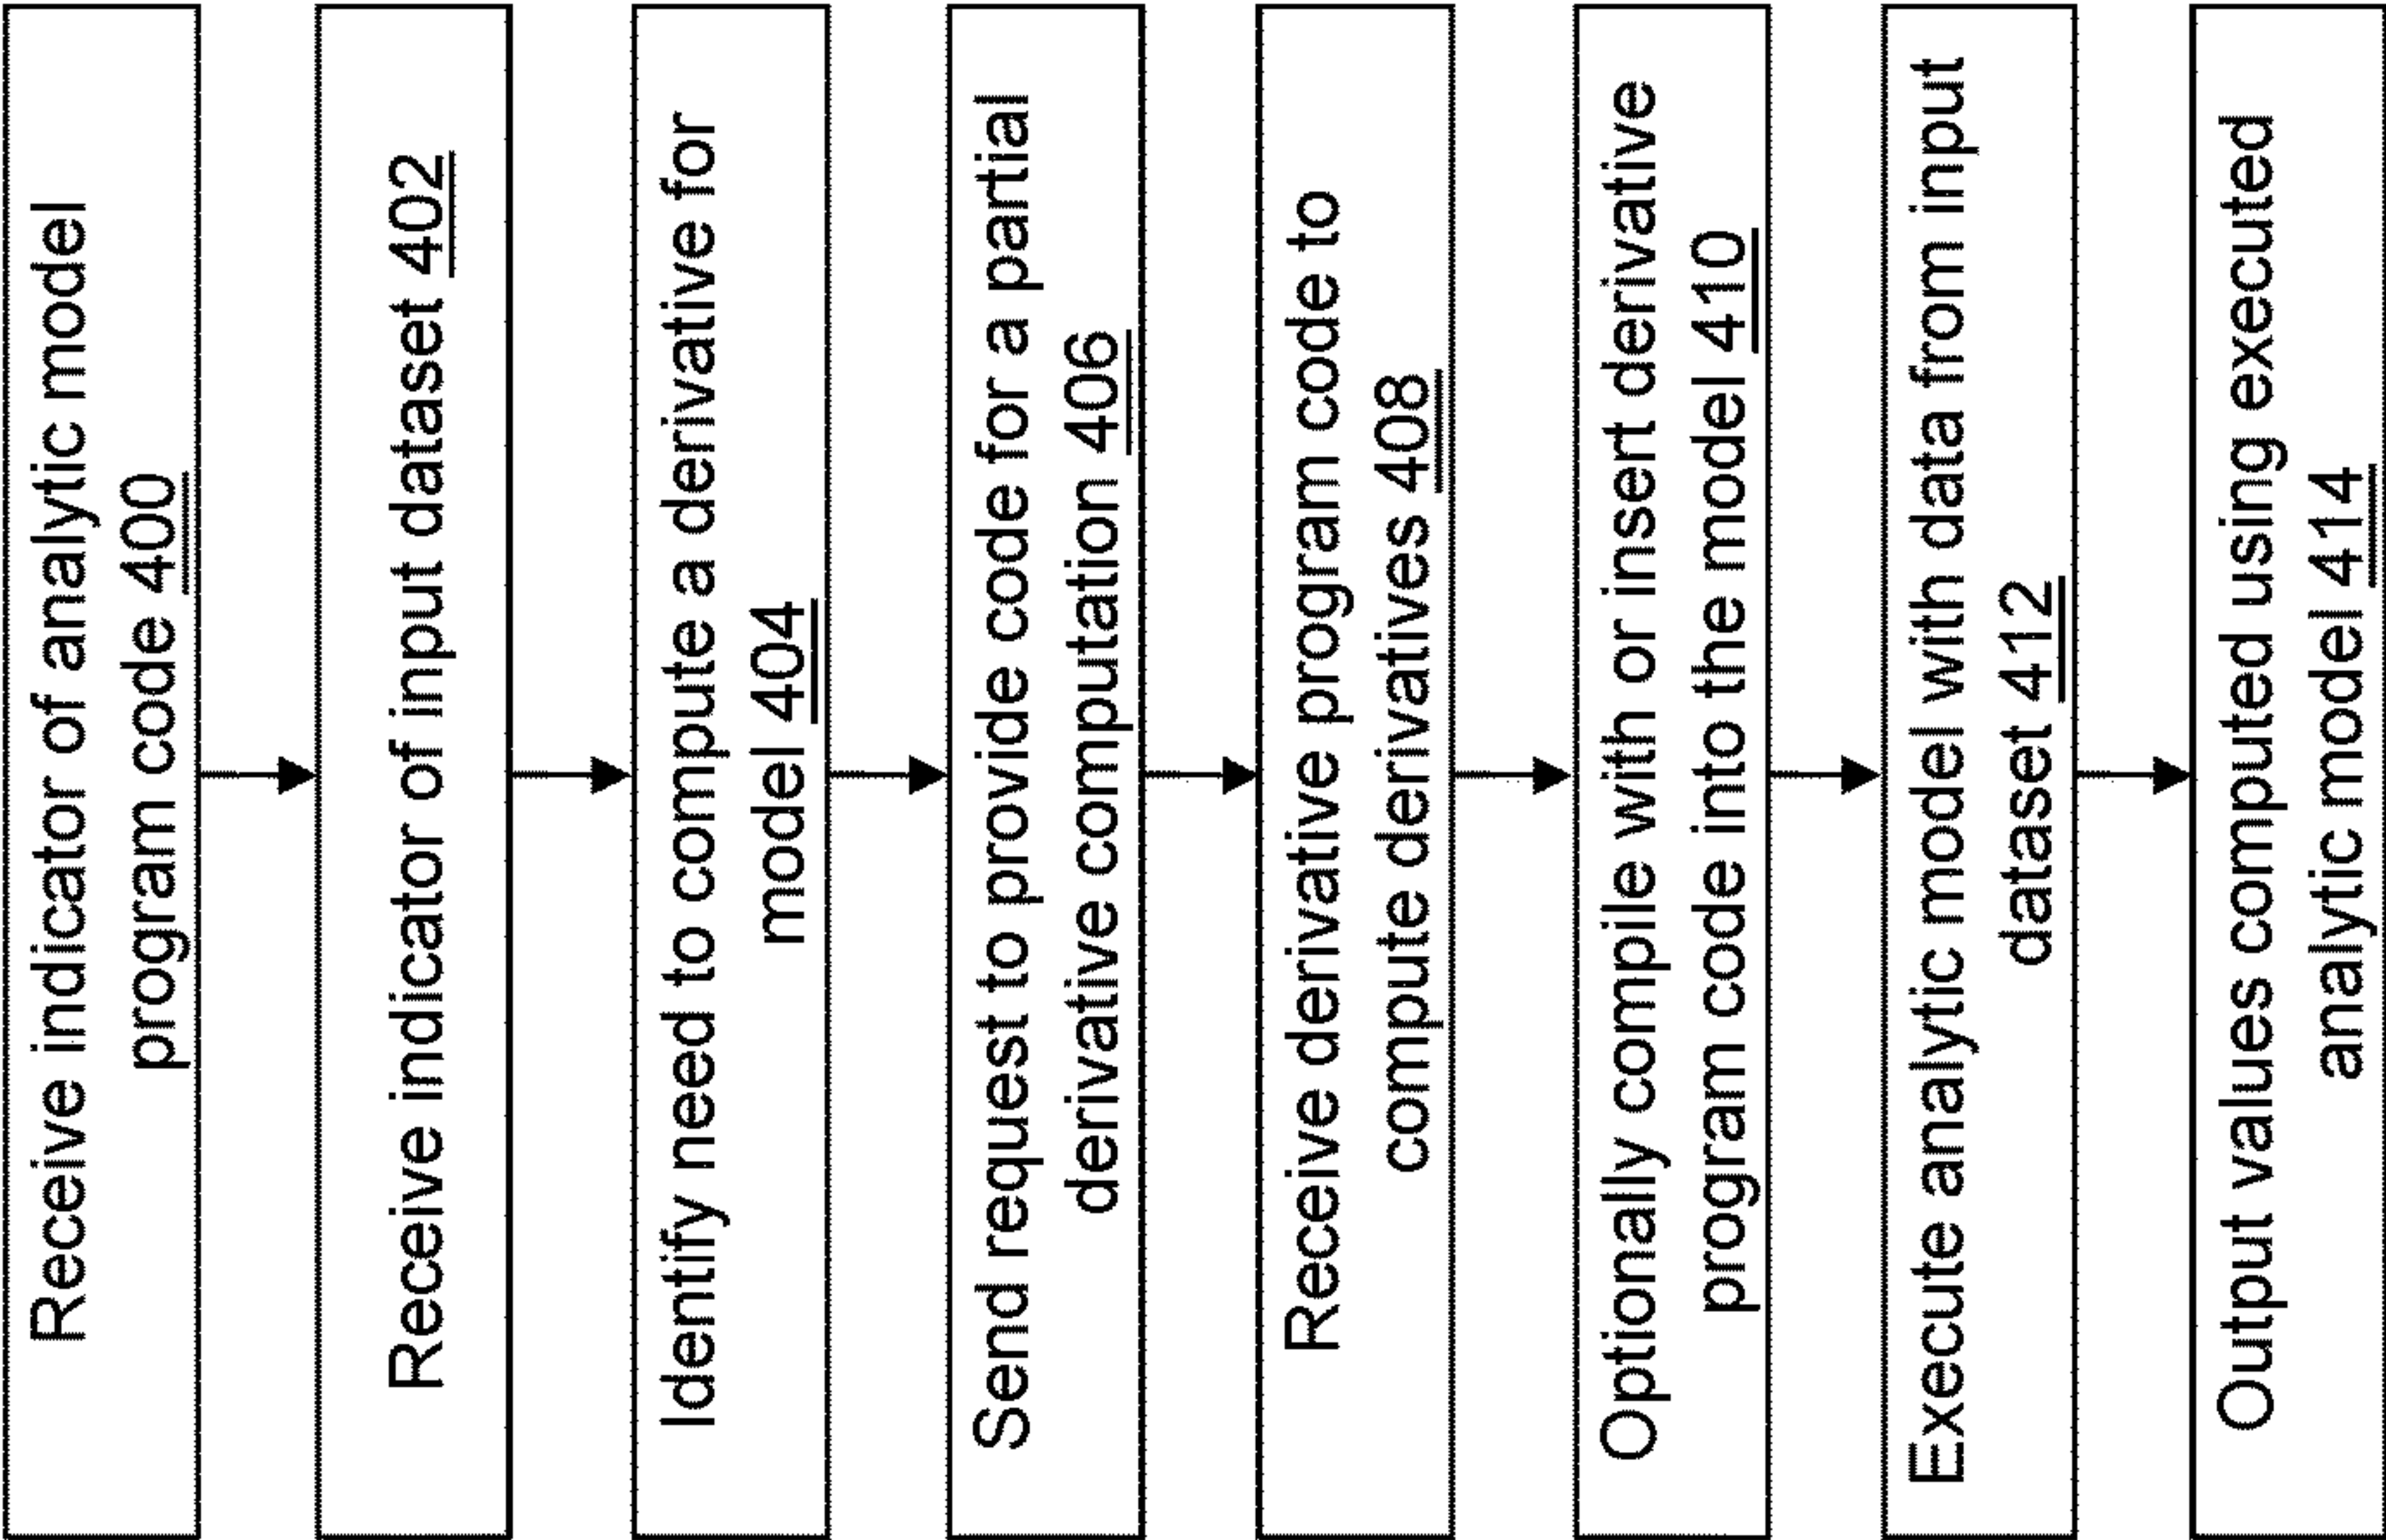 Receive indicator of analytic model
program code 400
Receive indicator of input dataset 402
Identify need to compute a derivative for
model 404
Send request to provide code for a partial
derivative computation 406
Receive derivative program code to
compute derivatives 408
Optionally compile with or insert derivative
program code into the model 410
Execute analytic model with data from input
dataset 412
Output values computed using executed
analytic model 414